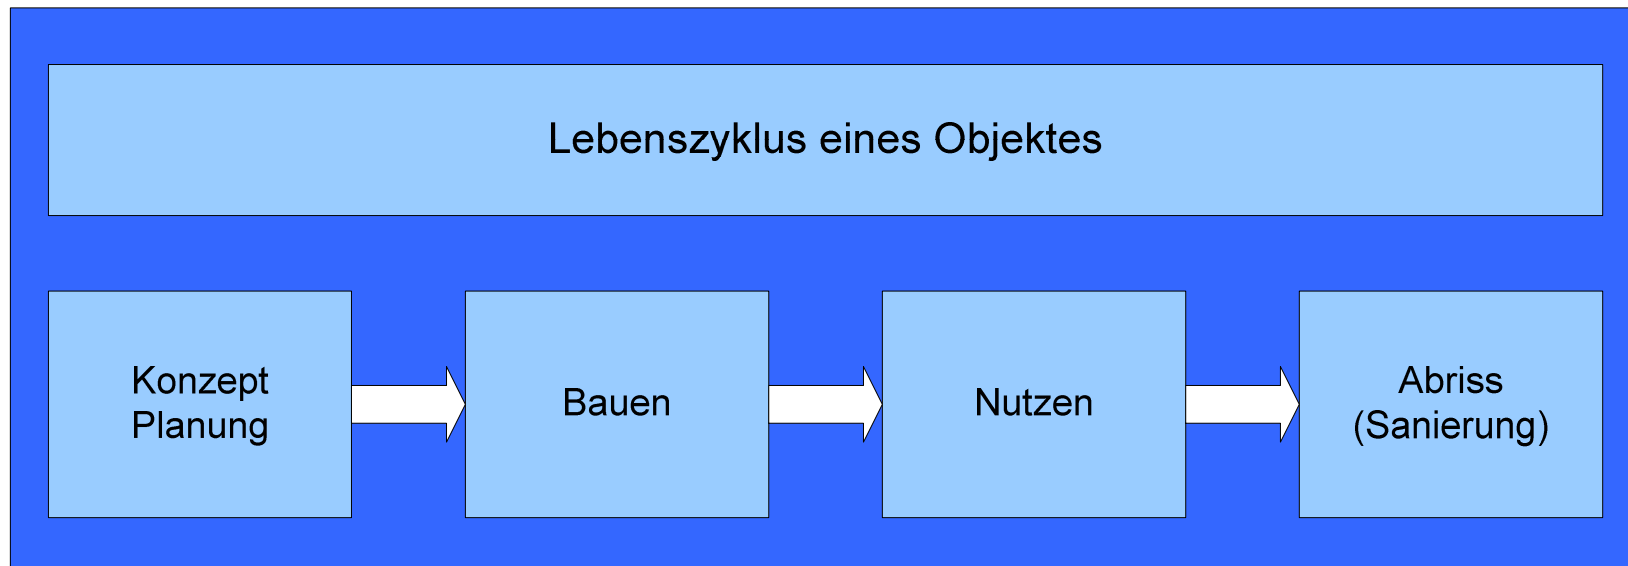 Lebenszyklus eines Objektes
Konzept
Planung
Bauen
Nutzen
Abriss
(Sanierung)